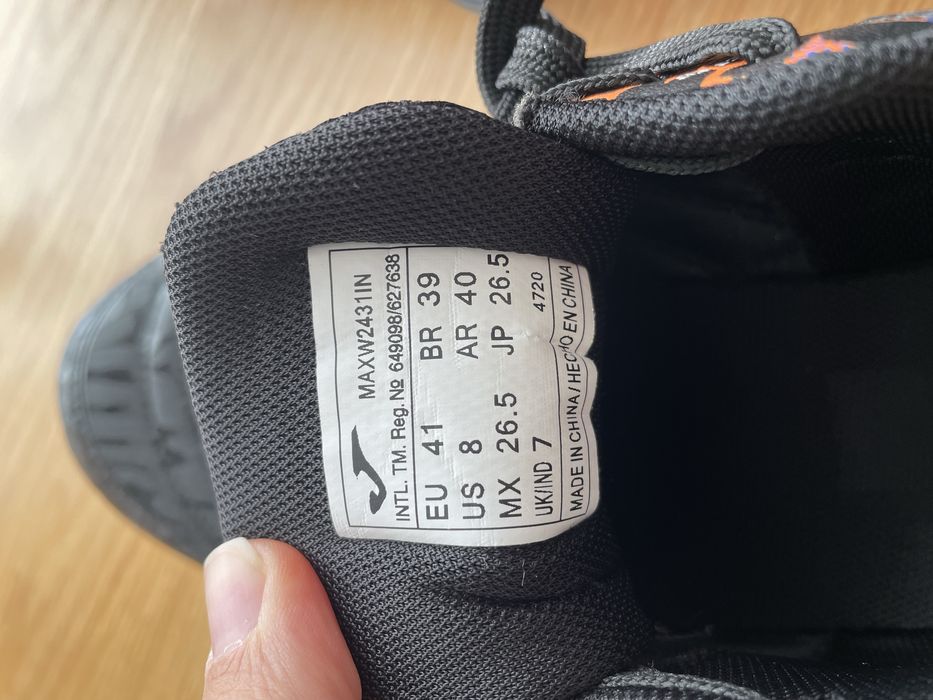 MAXW2431IN
INTL. TM. Reg. Nº 649098/627638
EU 41 BR 39
US 8 AR 40
MX 26.5 JP 26.5
UK/IND 7 4720
MADE IN CHINA / HECHO EN CHINA